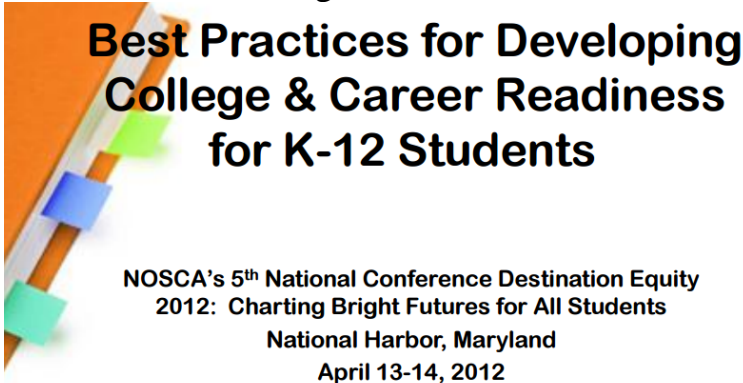 Best Practices for Developing
College & Career Readiness
for K-12 Students
NOSCA's 5th National Conference Destination Equity
2012: Charting Bright Futures for All Students
National Harbor, Maryland
April 13-14, 2012